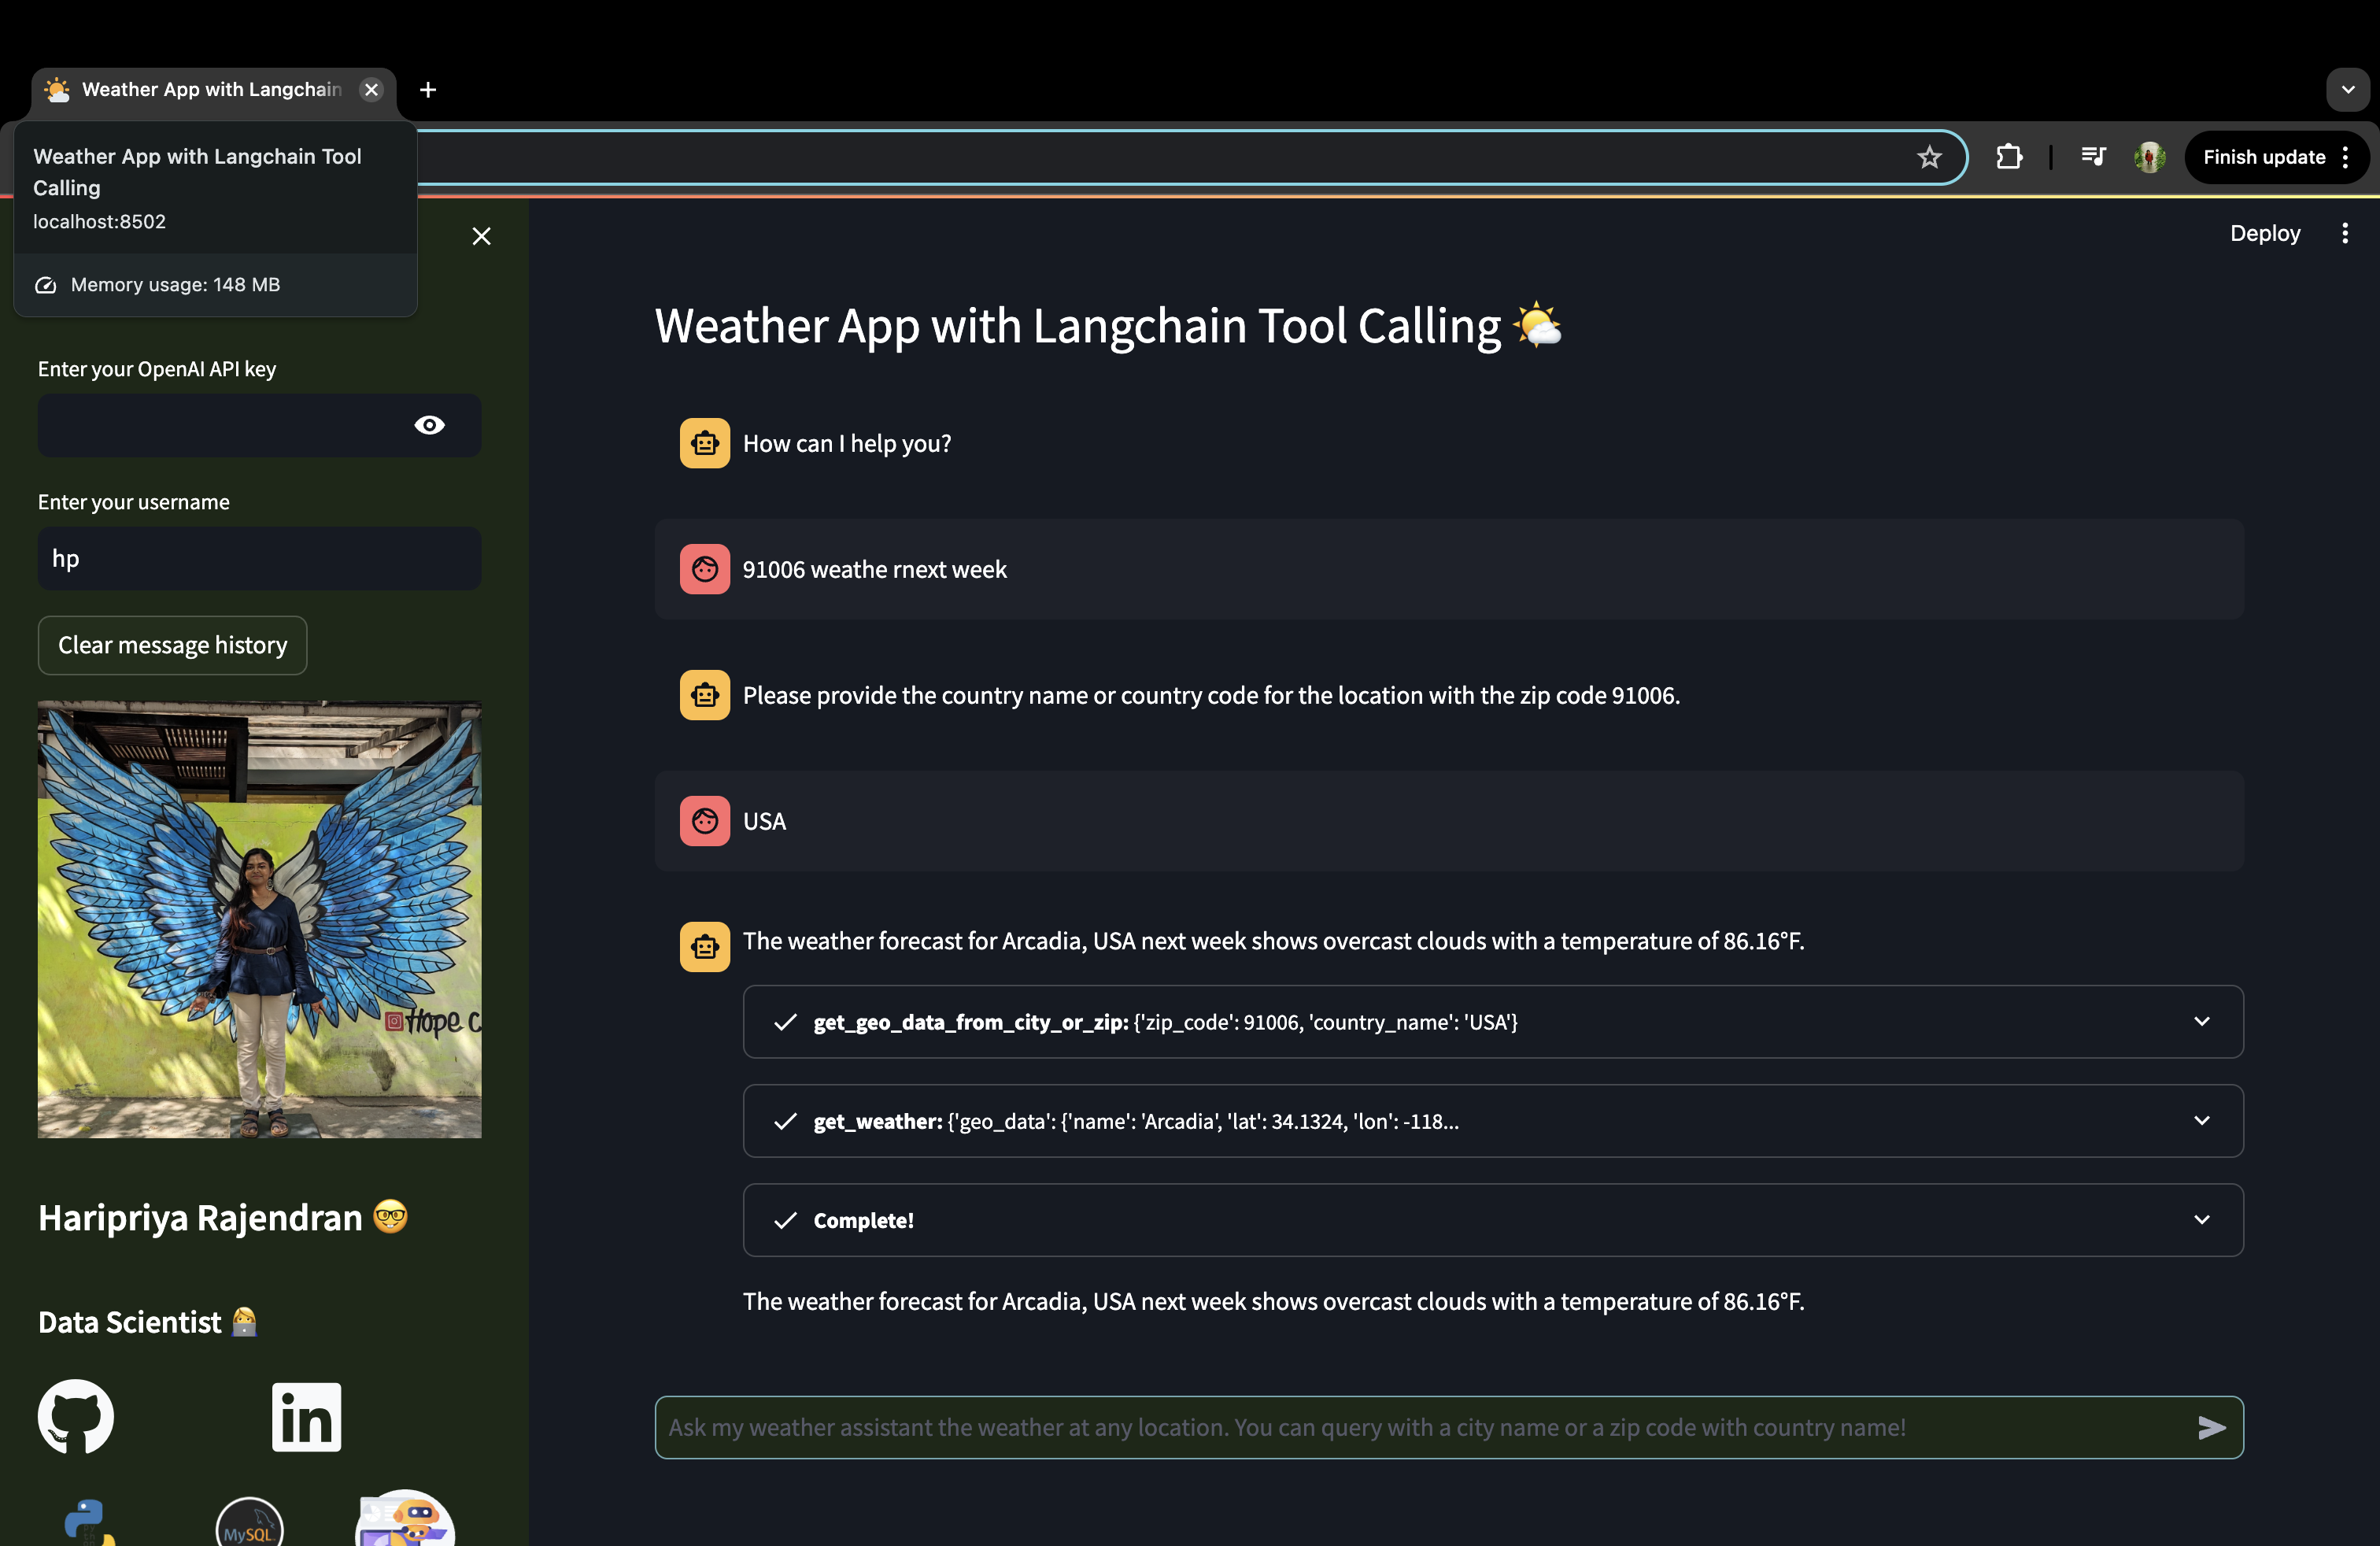 Weather App with Langchain
Weather App with Langchain Tool
Calling
localhost:8502
Memory usage: 148 MB
Finish update
Deploy
Enter your OpenAI API key
Enter your username
hp
Clear message history
Hope
Haripriya Rajendran 🤓
Data Scientist 👩‍💻
in
MySQL
Weather App with Langchain Tool Calling 🌤️
How can I help you?
91006 weathe rnext week
Please provide the country name or country code for the location with the zip code 91006.
USA
The weather forecast for Arcadia, USA next week shows overcast clouds with a temperature of 86.16°F.
get_geo_data_from_city_or_zip: {'zip_code': 91006, 'country_name': 'USA'}
get_weather: {'geo_data': {'name': 'Arcadia', 'lat': 34.1324, 'lon': -118...
Complete!
The weather forecast for Arcadia, USA next week shows overcast clouds with a temperature of 86.16°F.
Ask my weather assistant the weather at any location. You can query with a city name or a zip code with country name!